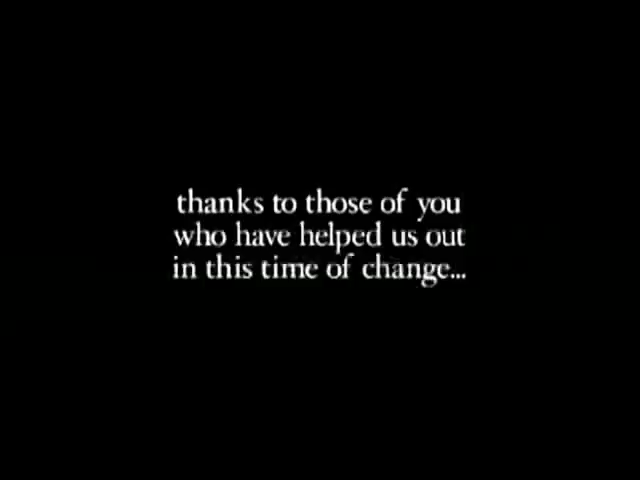 thanks to those of you
who have helped us out
in this time of change...